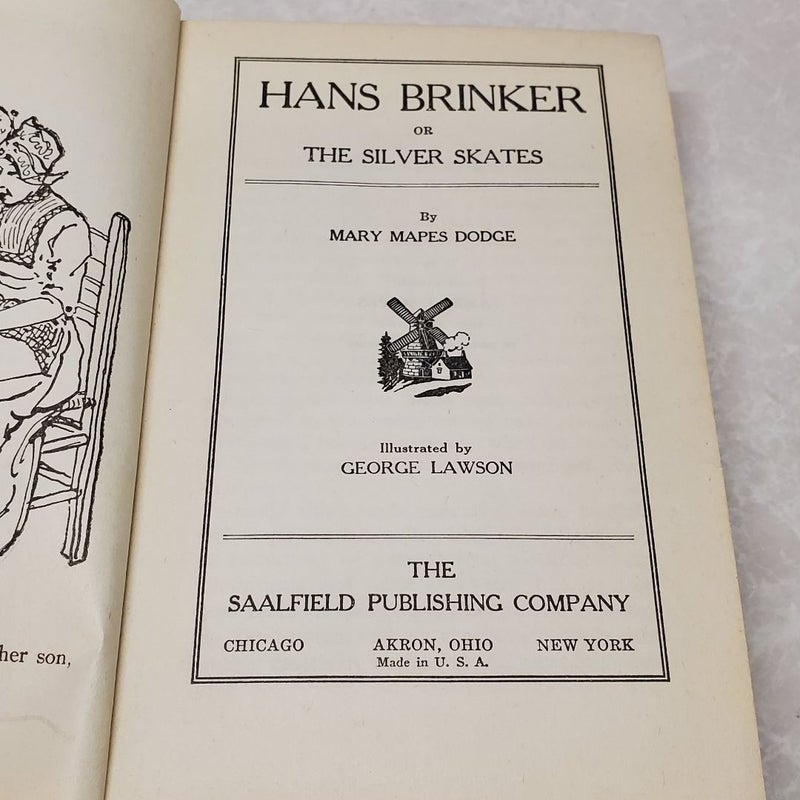 her son,
HANS BRINKER
OR
THE SILVER SKATES
By
MARY MAPES DODGE
Illustrated by
GEORGE LAWSON
THE
SAALFIELD PUBLISHING COMPANY
CHICAGO AKRON, OHIO NEW YORK
Made in U. S. A.